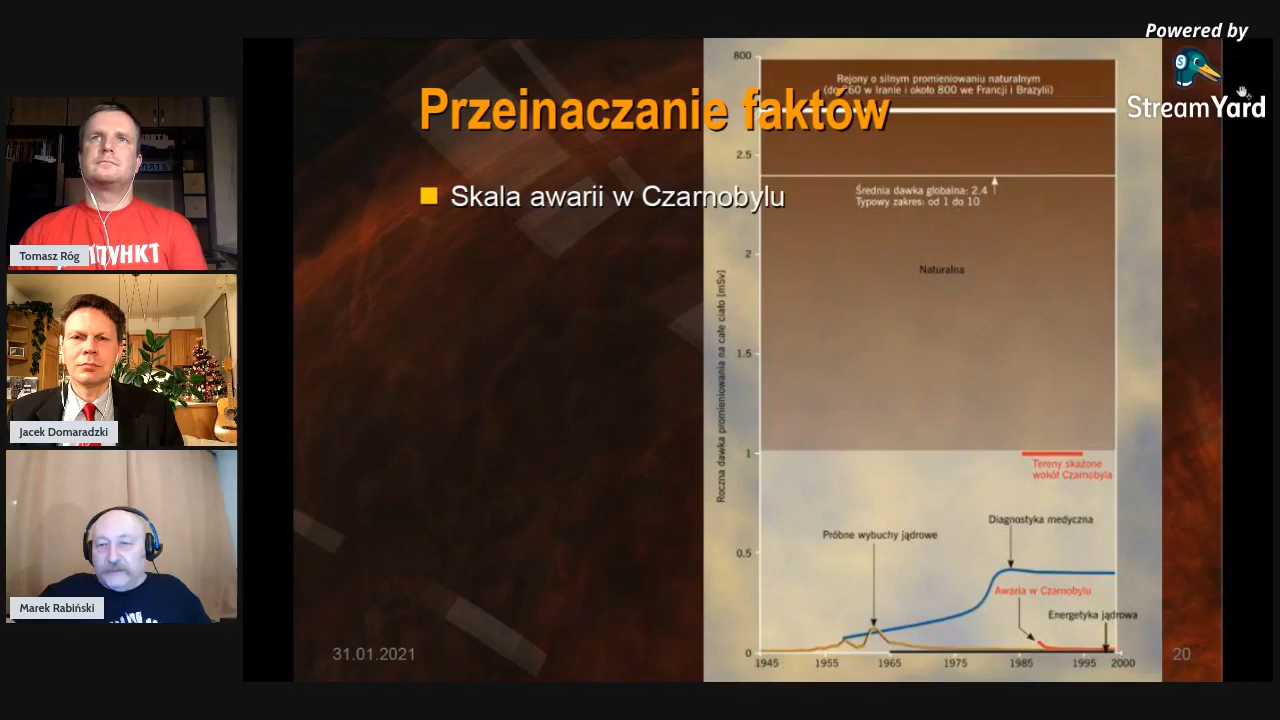 Powered by
StreamYard
Przeinaczanie faktów
Skala awarii w Czarnobylu
800
Rejony o silnym promieniowaniu naturalnym
(do 260 w Iranie i około 800 we Francji i Brazylii)
2.5
Średnia dawka globalna: 2.4
Typowy zakres: od 1 do 10
2
Naturalna
Roczna dawka promieniowania na całe ciało [mSv]
1.5
1
Tereny skażone
wokół Czarnobyla
Diagnostyka medyczna
Próbne wybuchy jądrowe
0,5
Awaria w Czarnobylu
Energetyka jądrowa
0
1945 1955 1965 1975 1985 1995 2000
31.01.2021
20
Tomasz Róg
Jacek Domaradzki
Marek Rabiński